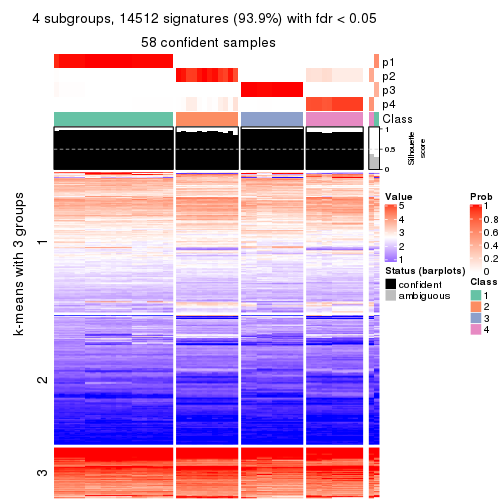 4 subgroups, 14512 signatures (93.9%) with fdr < 0.05
58 confident samples
p1
p2
p3
p4
Class
1
0.5
0
Silhouette
score
k-means with 3 groups
1
2
3
Value
5
4
3
2
1
Status (barplots)
confident
ambiguous
Prob
1
0.8
0.6
0.4
0.2
0
Class
1
2
3
4